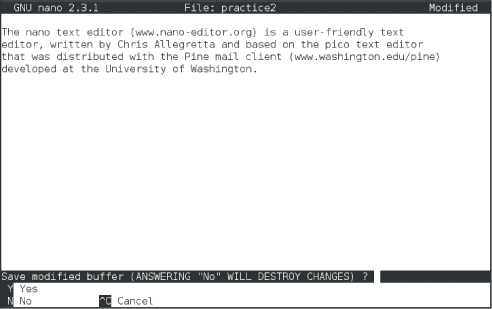 GNU nano 2.3.1 File: practice2 Modified
The nano text editor (www.nano-editor.org) is a user-friendly text
editor, written by Chris Allegretta and based on the pico text editor
that was distributed with the Pine mail client (www.washington.edu/pine)
developed at the University of Washington.
Save modified buffer (ANSWERING "No" WILL DESTROY CHANGES) ?
Y Yes
N No ^C Cancel